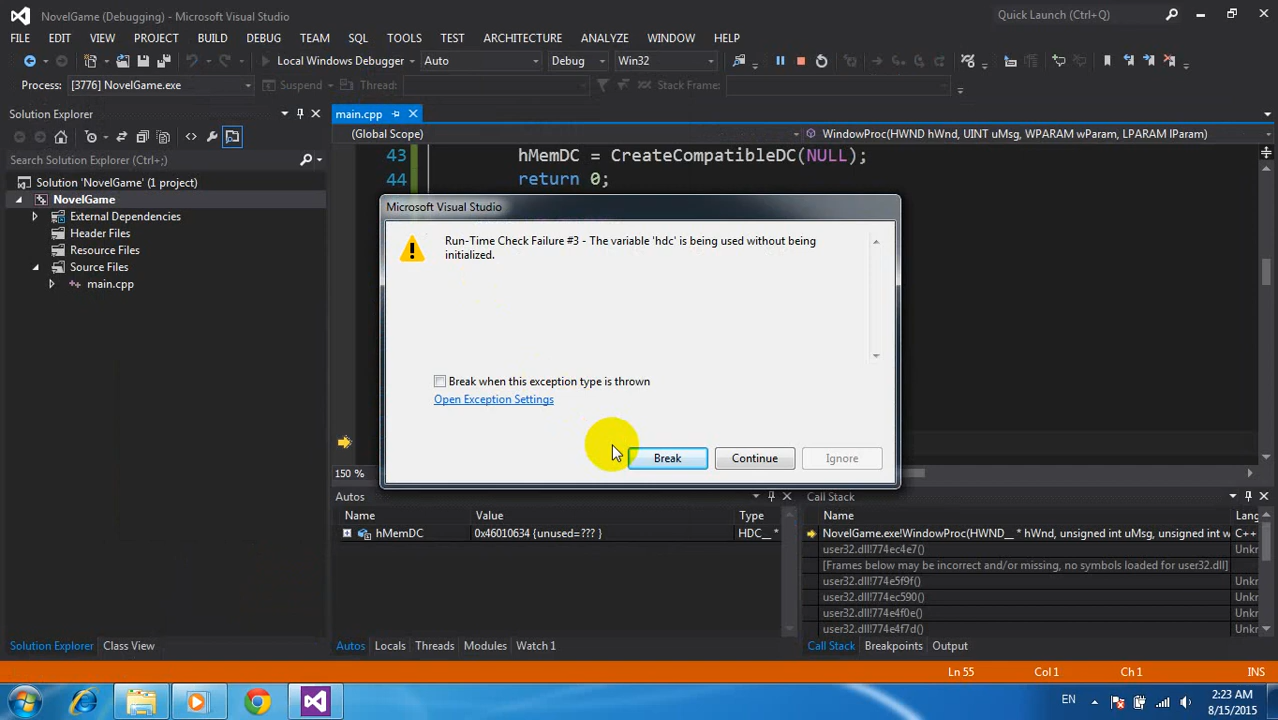 NovelGame (Debugging) - Microsoft Visual Studio
Quick Launch (Ctrl+Q)
FILE EDIT VIEW PROJECT BUILD DEBUG TEAM SQL TOOLS TEST ARCHITECTURE ANALYZE WINDOW HELP
Local Windows Debugger Auto Debug Win32
Process: [3776] NovelGame.exe Suspend Thread: Stack Frame:
Solution Explorer
main.cpp
(Global Scope) WindowProc(HWND hWnd, UINT uMsg, WPARAM wParam, LPARAM lParam)
Search Solution Explorer (Ctrl+;)
Solution 'NovelGame' (1 project)
NovelGame
External Dependencies
Header Files
Resource Files
Source Files
main.cpp
43 hMemDC = CreateCompatibleDC(NULL);
44 return 0;
Microsoft Visual Studio
Run-Time Check Failure #3 - The variable 'hdc' is being used without being
initialized.
Break when this exception type is thrown
Open Exception Settings
Break Continue Ignore
150 %
Autos
Name Value Type
hMemDC 0x46010634 {unused=??? } HDC__ *
Call Stack
Name Lang
NovelGame.exe!WindowProc(HWND__ * hWnd, unsigned int uMsg, unsigned int w C++
user32.dll!774ec4e7() Unkn
[Frames below may be incorrect and/or missing, no symbols loaded for user32.dll]
user32.dll!774e5f9f() Unkn
user32.dll!774ec590() Unkn
user32.dll!774e4f0e() Unkn
user32.dll!774e4f7d() Unkn
Solution Explorer Class View
Autos Locals Threads Modules Watch 1
Call Stack Breakpoints Output
Ln 55 Col 1 Ch 1 INS
EN
2:23 AM
8/15/2015